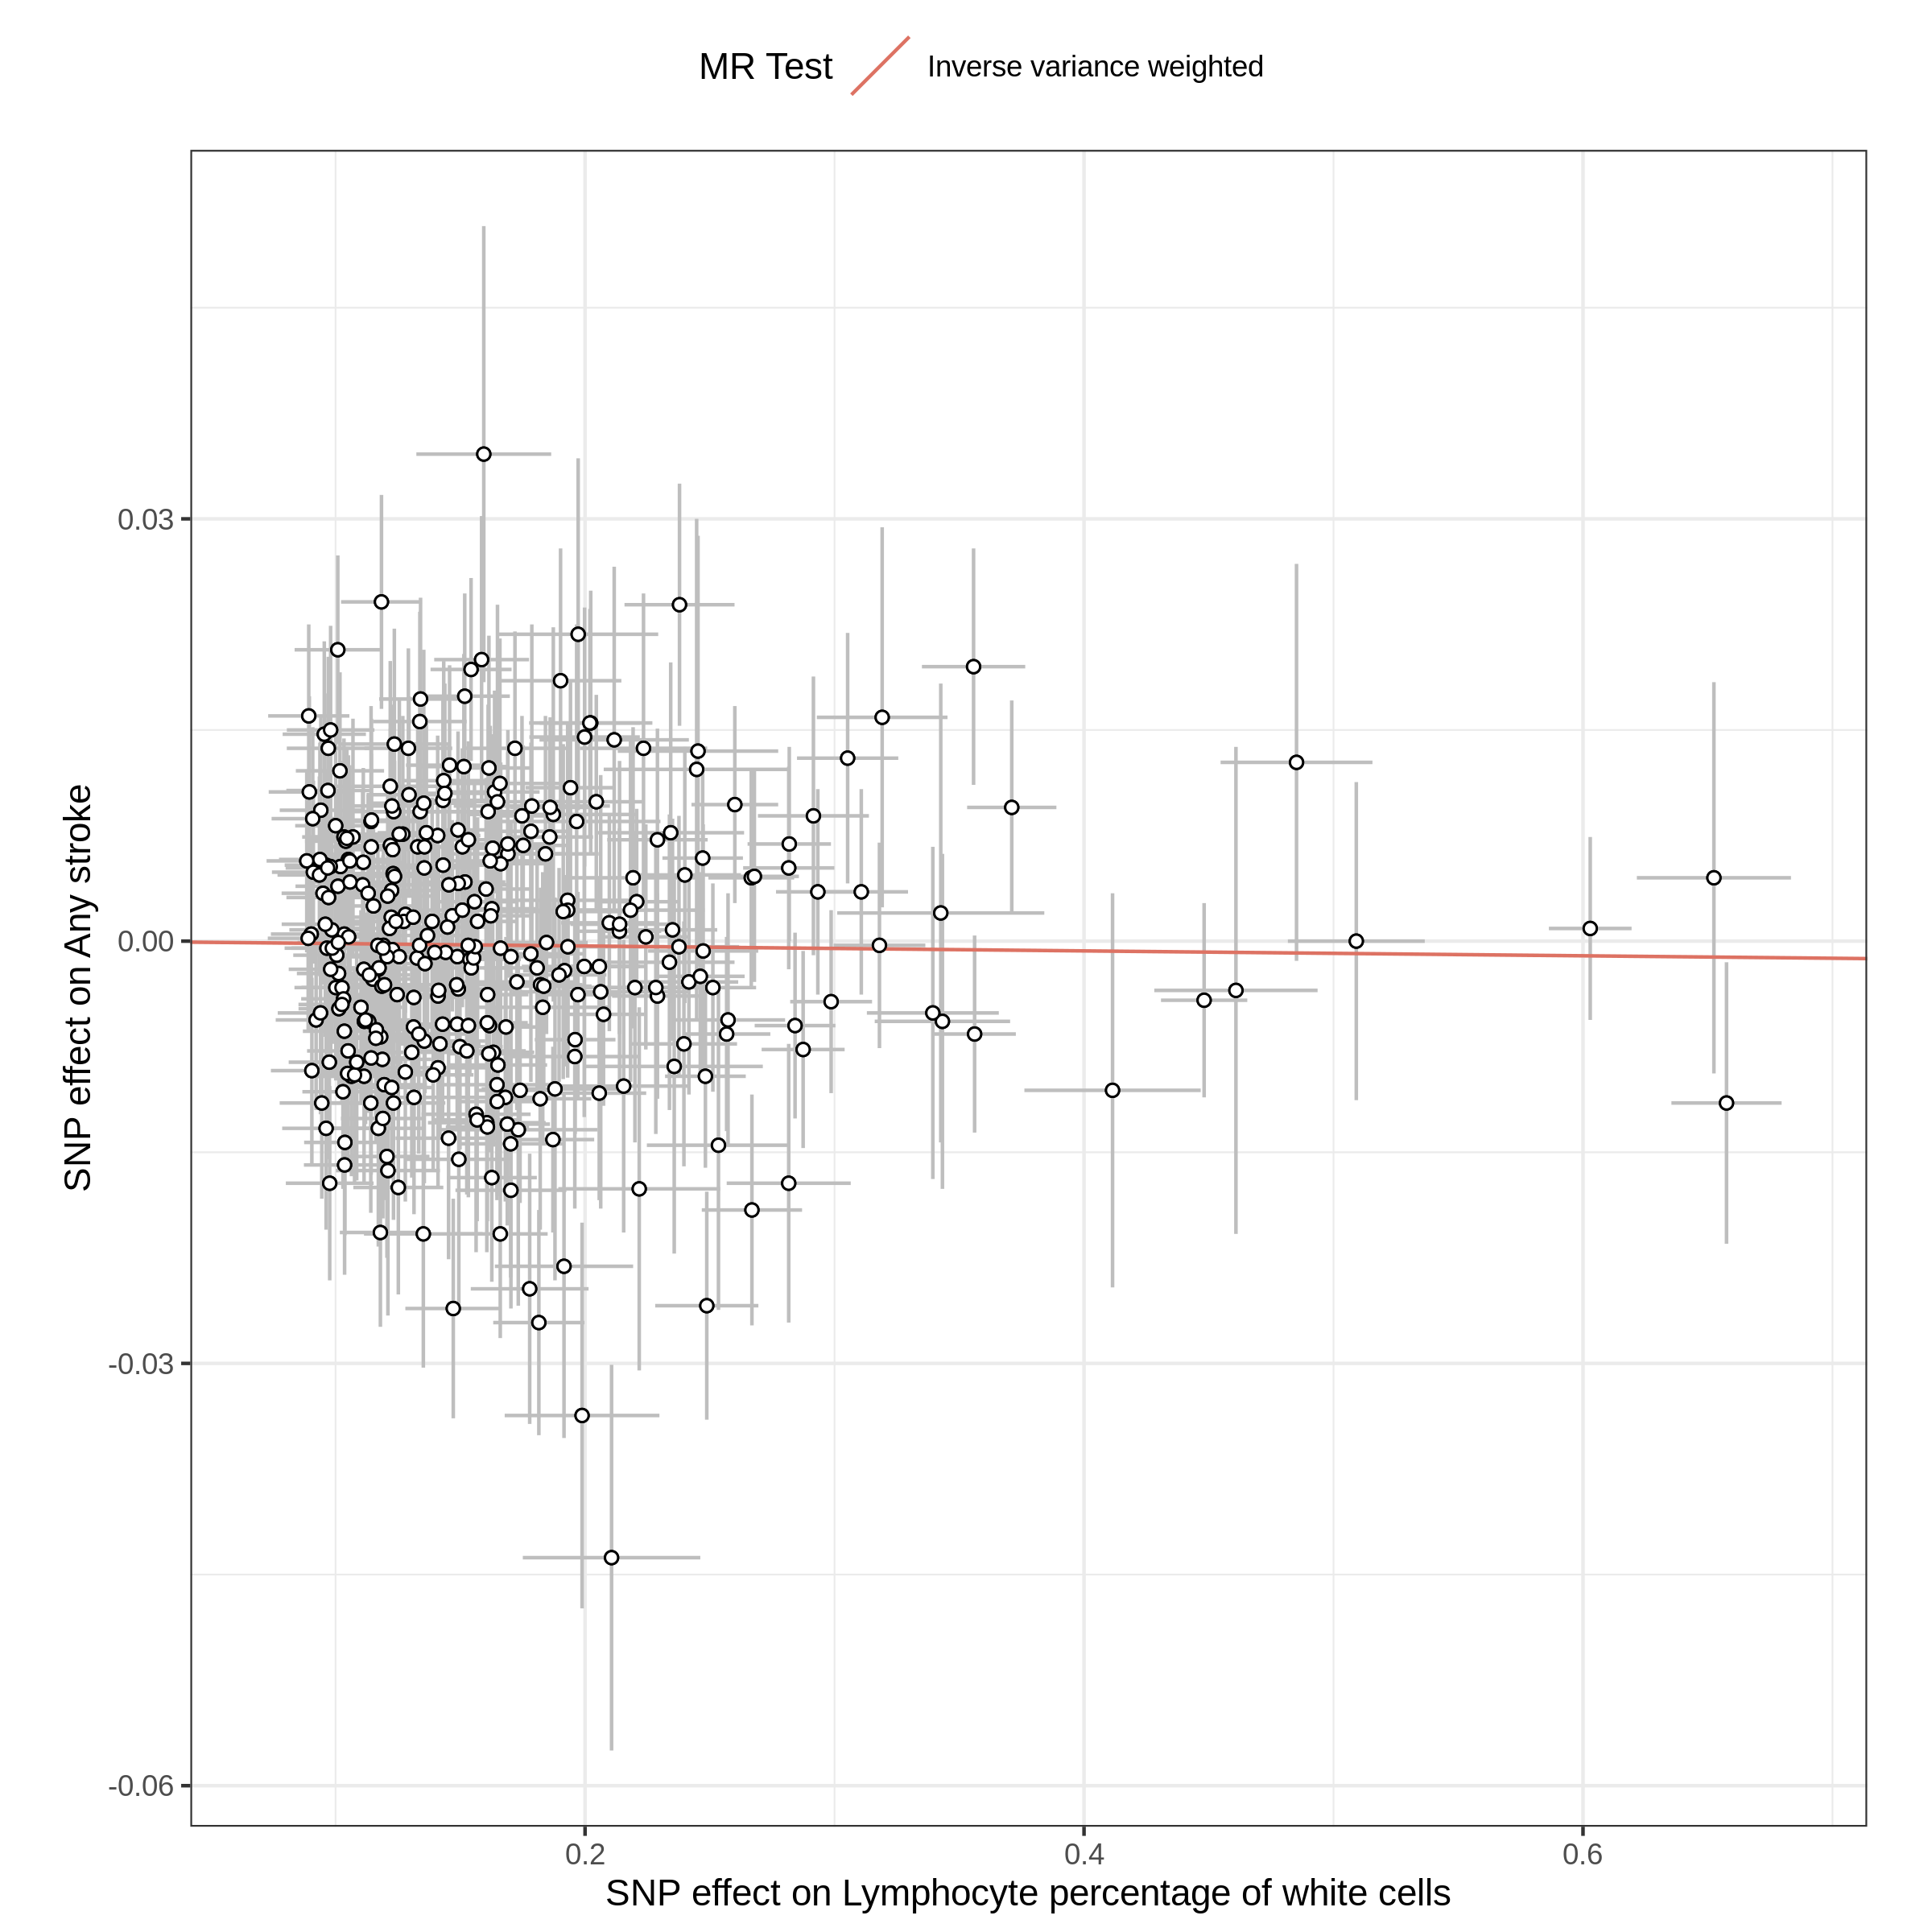 MR Test Inverse variance weighted
SNP effect on Any stroke
0.03
0.00
-0.03
-0.06
0.2 0.4 0.6
SNP effect on Lymphocyte percentage of white cells